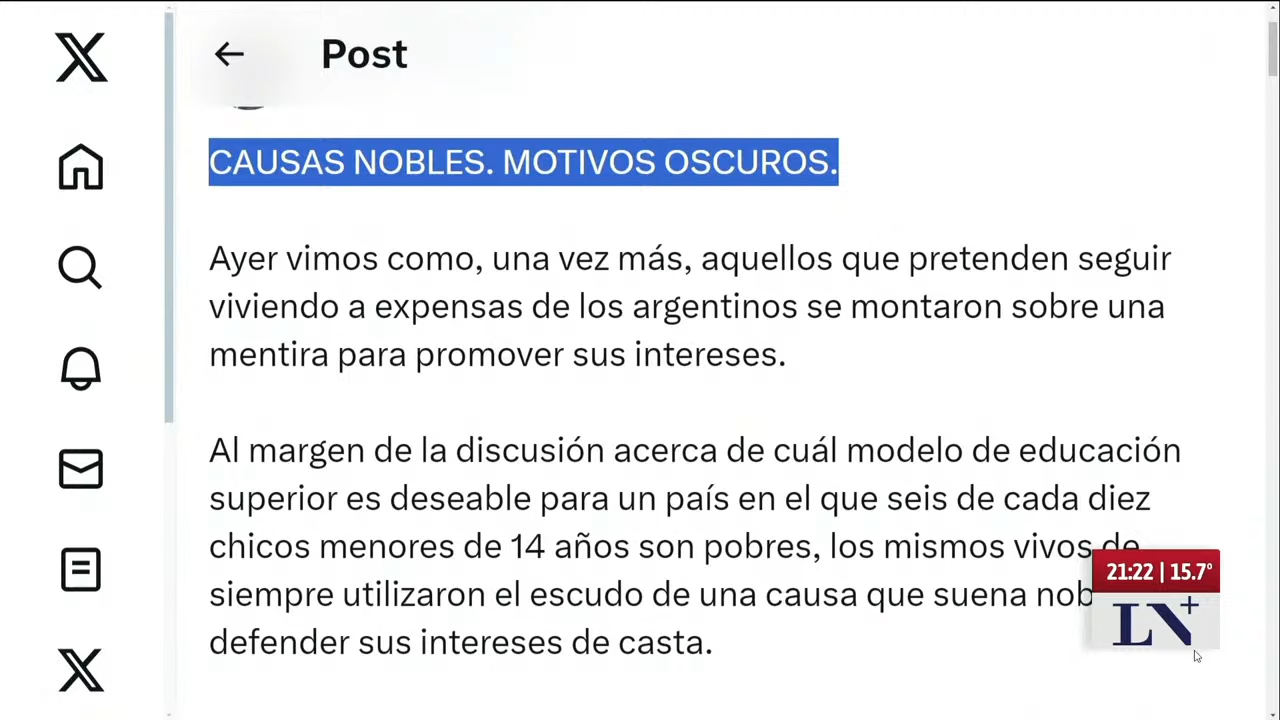 Post
CAUSAS NOBLES. MOTIVOS OSCUROS.
Ayer vimos como, una vez más, aquellos que pretenden seguir
viviendo a expensas de los argentinos se montaron sobre una
mentira para promover sus intereses.
Al margen de la discusión acerca de cuál modelo de educación
superior es deseable para un país en el que seis de cada diez
chicos menores de 14 años son pobres, los mismos vivos de
siempre utilizaron el escudo de una causa que suena
defender sus intereses de casta.
21:22 | 15.7°
LN+